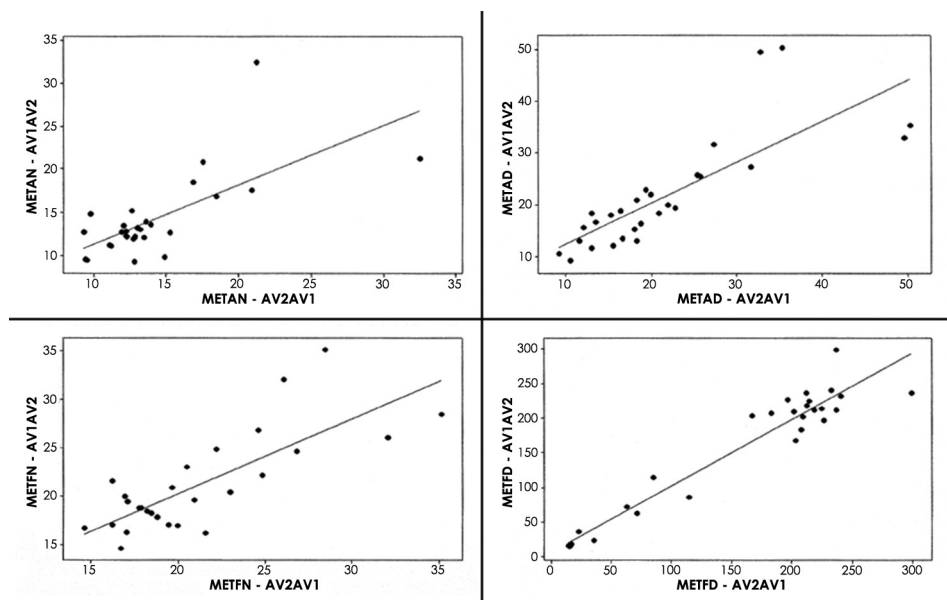 35
30
25
20
15
10
METAN - AV1AV2
10 15 20 25 30 35
METAN - AV2AV1
50
40
30
20
10
METAD - AV1AV2
10 20 30 40 50
METAD - AV2AV1
35
30
25
20
15
METFN - AV1AV2
15 20 25 30 35
METFN - AV2AV1
300
250
200
150
100
50
0
METFD - AV1AV2
0 50 100 150 200 250 300
METFD - AV2AV1